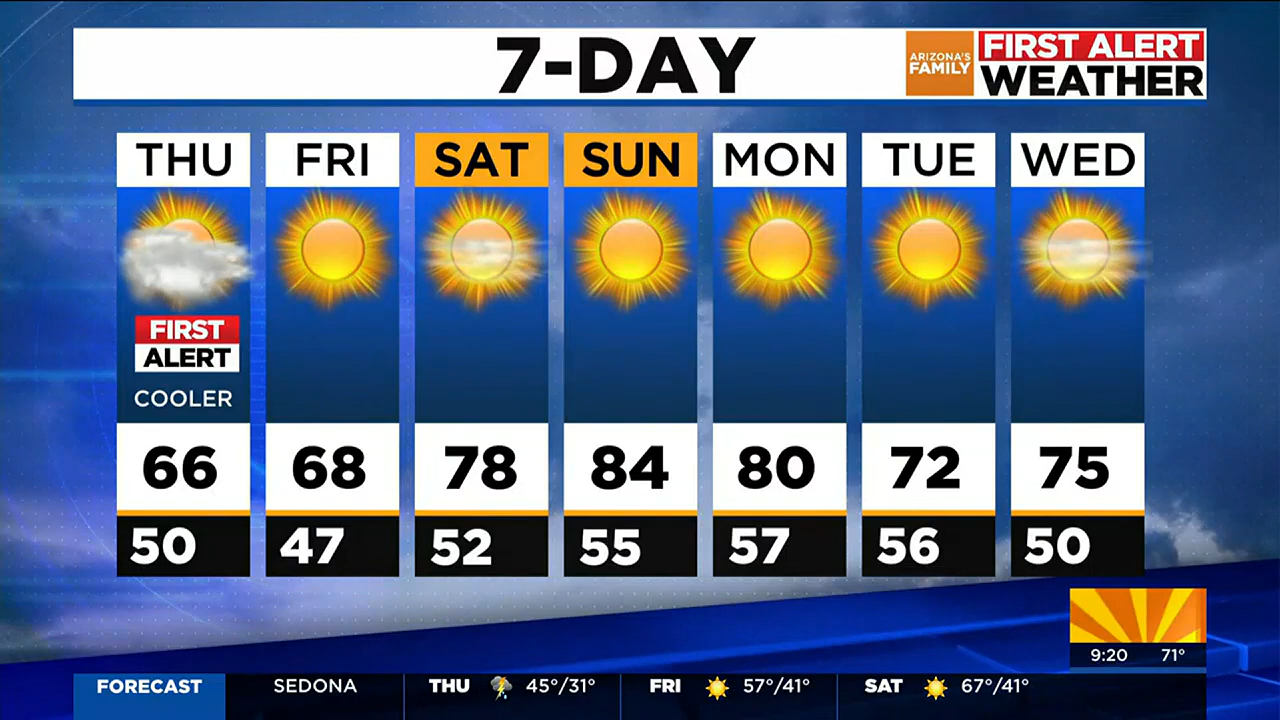 7-DAY
ARIZONA'S
FAMILY
FIRST ALERT
WEATHER
THU FRI SAT SUN MON TUE WED
FIRST
ALERT
COOLER
66 68 78 84 80 72 75
50 47 52 55 57 56 50
9:20 71°
FORECAST SEDONA THU 45°/31° FRI 57°/41° SAT 67°/41°